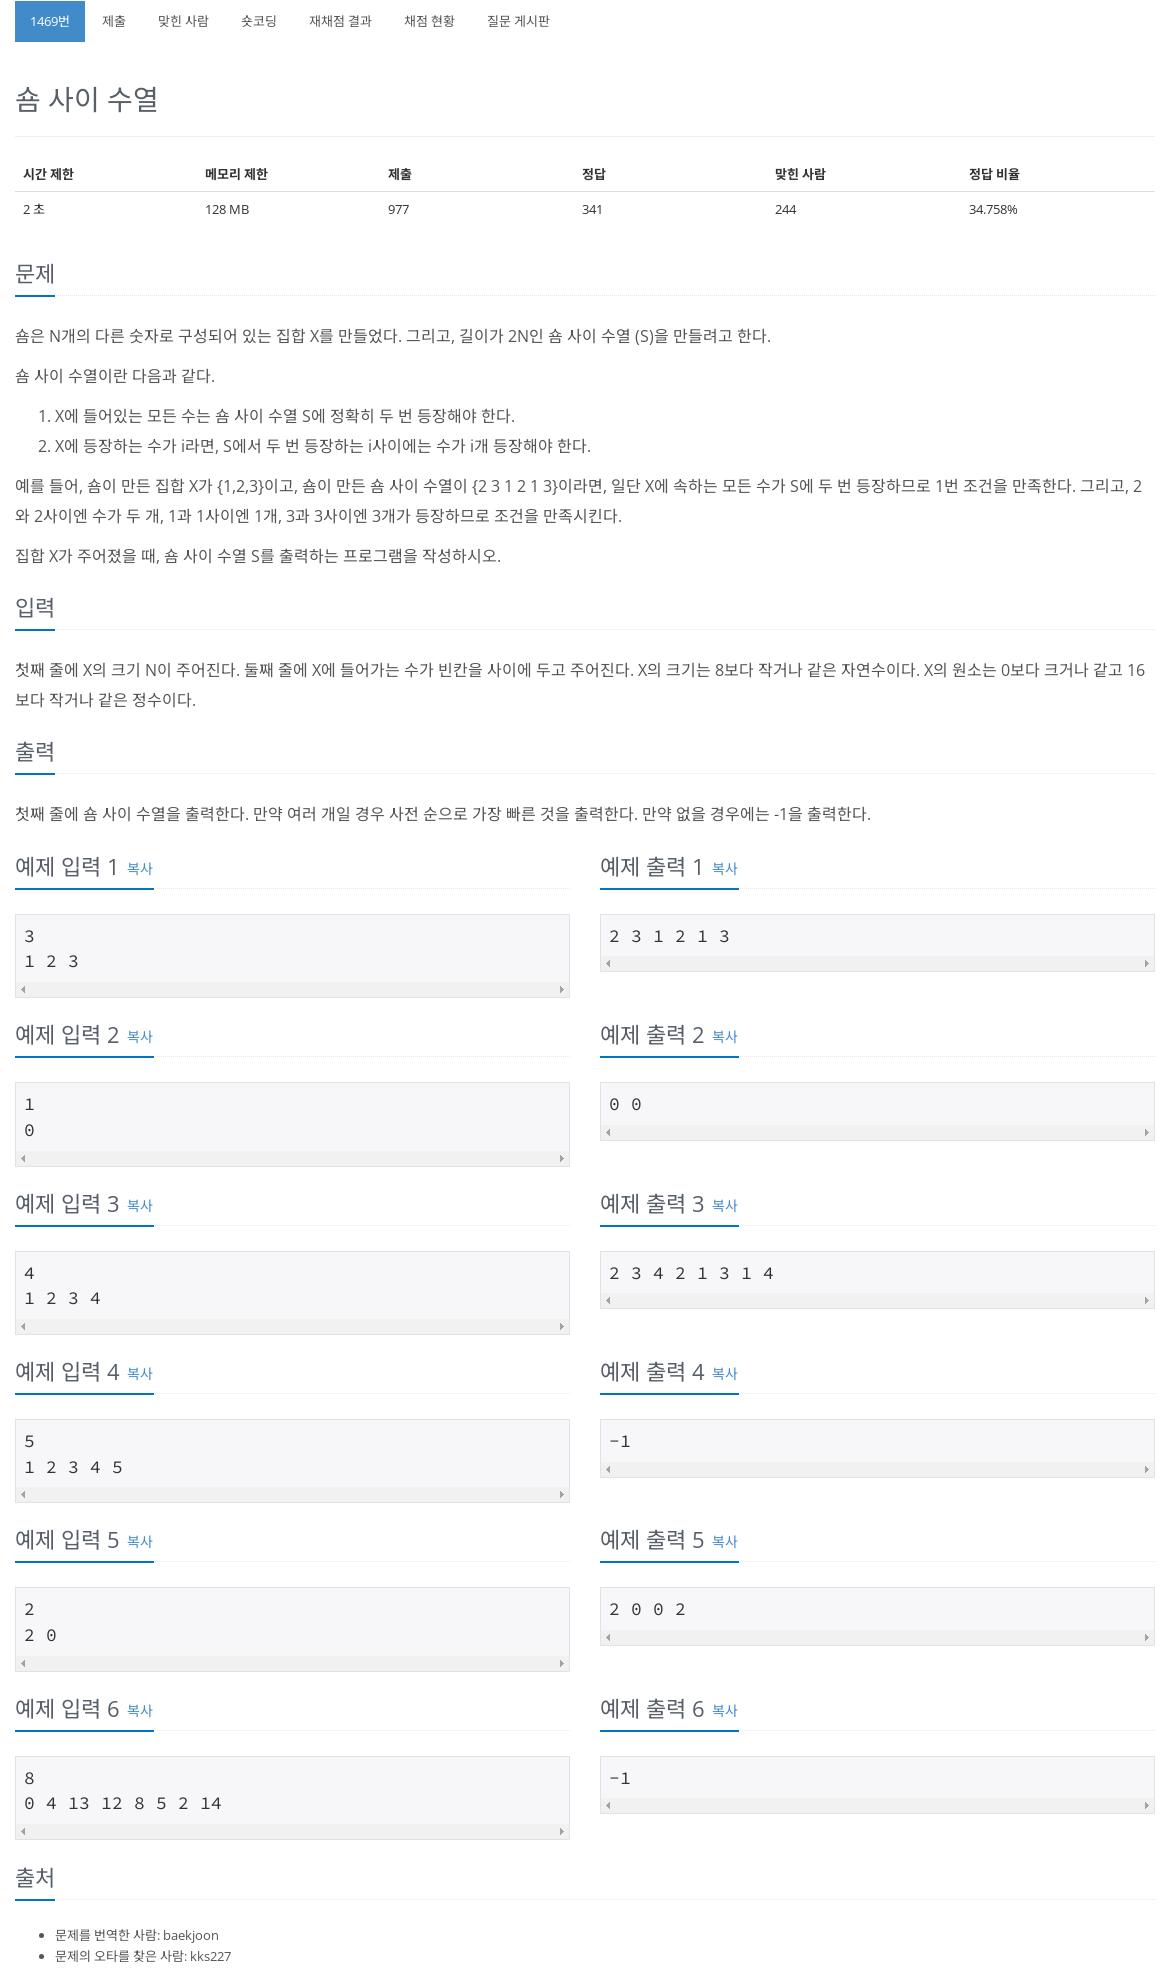 1469번 제출 맞힌 사람 숏코딩 재채점 결과 채점 현황 질문 게시판
숌 사이 수열
시간 제한 메모리 제한 제출 정답 맞힌 사람 정답 비율
2 초 128 MB 977 341 244 34.758%
문제
숌은 N개의 다른 숫자로 구성되어 있는 집합 X를 만들었다. 그리고, 길이가 2N인 숌 사이 수열 (S)을 만들려고 한다.
숌 사이 수열이란 다음과 같다.
1. X에 들어있는 모든 수는 숌 사이 수열 S에 정확히 두 번 등장해야 한다.
2. X에 등장하는 수가 i라면, S에서 두 번 등장하는 i사이에는 수가 i개 등장해야 한다.
예를 들어, 숌이 만든 집합 X가 {1,2,3}이고, 숌이 만든 숌 사이 수열이 {2 3 1 2 1 3}이라면, 일단 X에 속하는 모든 수가 S에 두 번 등장하므로 1번 조건을 만족한다. 그리고, 2
와 2사이엔 수가 두 개, 1과 1사이엔 1개, 3과 3사이엔 3개가 등장하므로 조건을 만족시킨다.
집합 X가 주어졌을 때, 숌 사이 수열 S를 출력하는 프로그램을 작성하시오.
입력
첫째 줄에 X의 크기 N이 주어진다. 둘째 줄에 X에 들어가는 수가 빈칸을 사이에 두고 주어진다. X의 크기는 8보다 작거나 같은 자연수이다. X의 원소는 0보다 크거나 같고 16
보다 작거나 같은 정수이다.
출력
첫째 줄에 숌 사이 수열을 출력한다. 만약 여러 개일 경우 사전 순으로 가장 빠른 것을 출력한다. 만약 없을 경우에는 -1을 출력한다.
예제 입력 1 복사
3
1 2 3
예제 출력 1 복사
2 3 1 2 1 3
예제 입력 2 복사
1
0
예제 출력 2 복사
0 0
예제 입력 3 복사
4
1 2 3 4
예제 출력 3 복사
2 3 4 2 1 3 1 4
예제 입력 4 복사
5
1 2 3 4 5
예제 출력 4 복사
-1
예제 입력 5 복사
2
2 0
예제 출력 5 복사
2 0 0 2
예제 입력 6 복사
8
0 4 13 12 8 5 2 14
예제 출력 6 복사
-1
출처
문제를 번역한 사람: baekjoon
문제의 오타를 찾은 사람: kks227